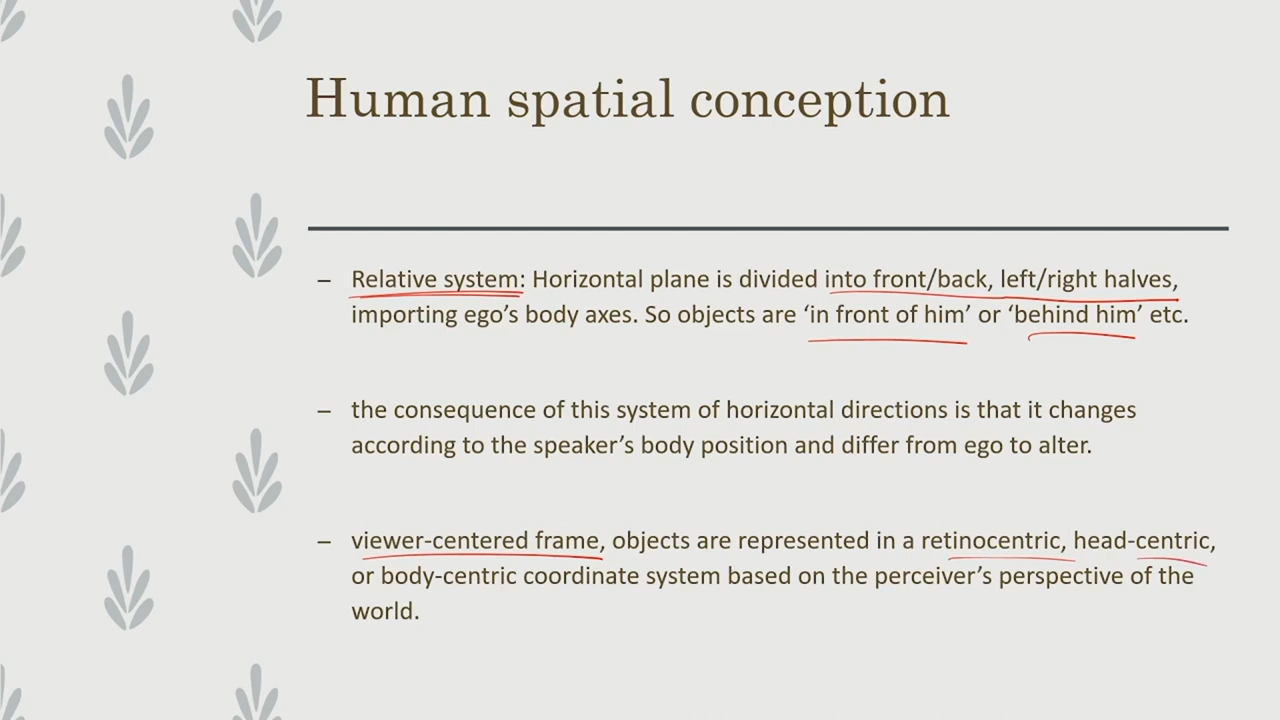 Human spatial conception
– Relative system: Horizontal plane is divided into front/back, left/right halves,
importing ego’s body axes. So objects are ‘in front of him’ or ‘behind him’ etc.
– the consequence of this system of horizontal directions is that it changes
according to the speaker’s body position and differ from ego to alter.
– viewer-centered frame, objects are represented in a retinocentric, head-centric,
or body-centric coordinate system based on the perceiver’s perspective of the
world.